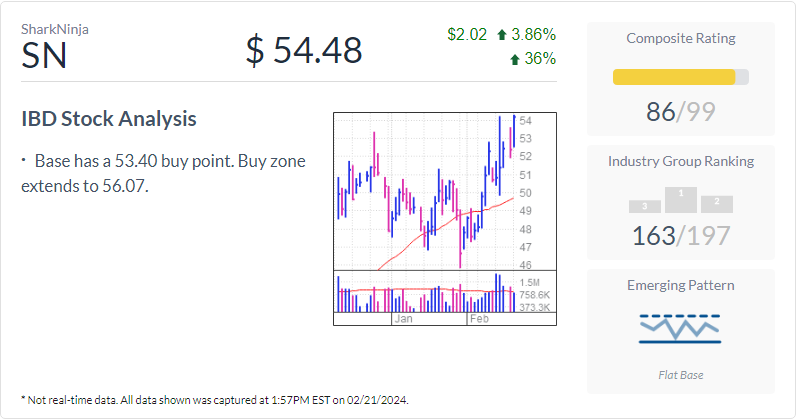 SharkNinja
SN
$ 54.48
$2.02 3.86%
36%
IBD Stock Analysis
· Base has a 53.40 buy point. Buy zone
extends to 56.07.
54
53
52
51
50
49
48
47
46
1.5M
758.6K
373.3K
Jan Feb
Composite Rating
86/99
Industry Group Ranking
3 1 2
163/197
Emerging Pattern
Flat Base
* Not real-time data. All data shown was captured at 1:57PM EST on 02/21/2024.